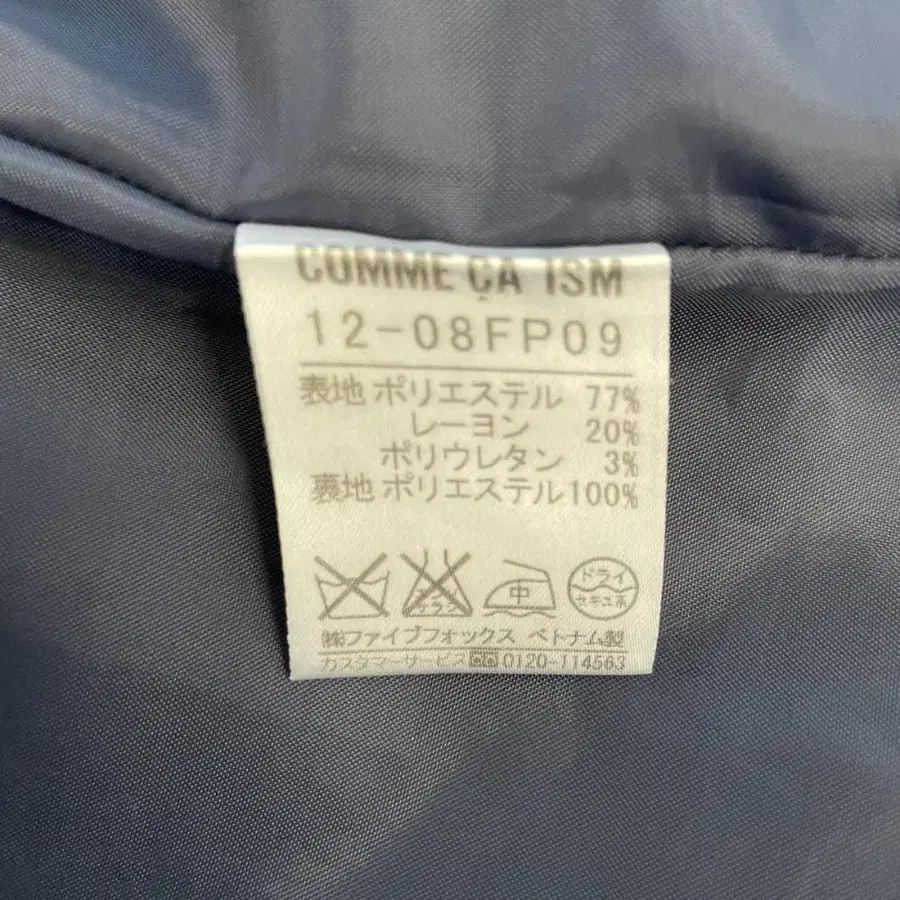 COMME ÇA ISM
12-08FP09
表地 ポリエステル 77%
レーヨン 20%
ポリウレタン 3%
裏地 ポリエステル 100%
中 ドライ
セキユ系
㈱ファイブフォックス ベトナム製
カスタマーサービス 0120-114563